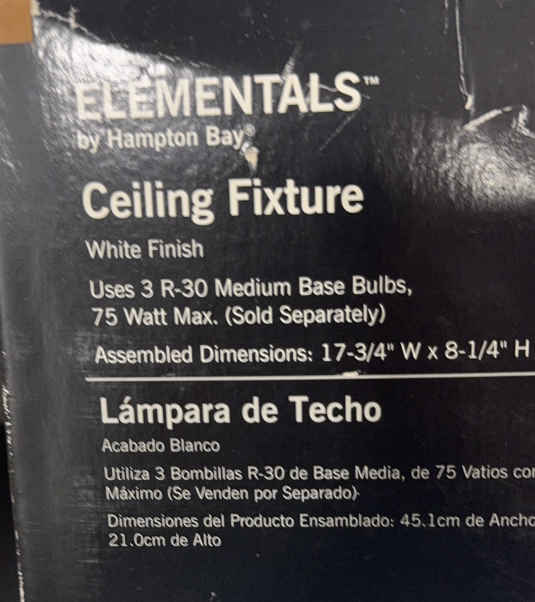 ELEMENTALS™
by Hampton Bay®
Ceiling Fixture
White Finish
Uses 3 R-30 Medium Base Bulbs,
75 Watt Max. (Sold Separately)
Assembled Dimensions: 17-3/4" W x 8-1/4" H
Lámpara de Techo
Acabado Blanco
Utiliza 3 Bombillas R-30 de Base Media, de 75 Vatios
Máximo (Se Venden por Separado)
Dimensiones del Producto Ensamblado: 45.1cm de Ancho
21.0cm de Alto